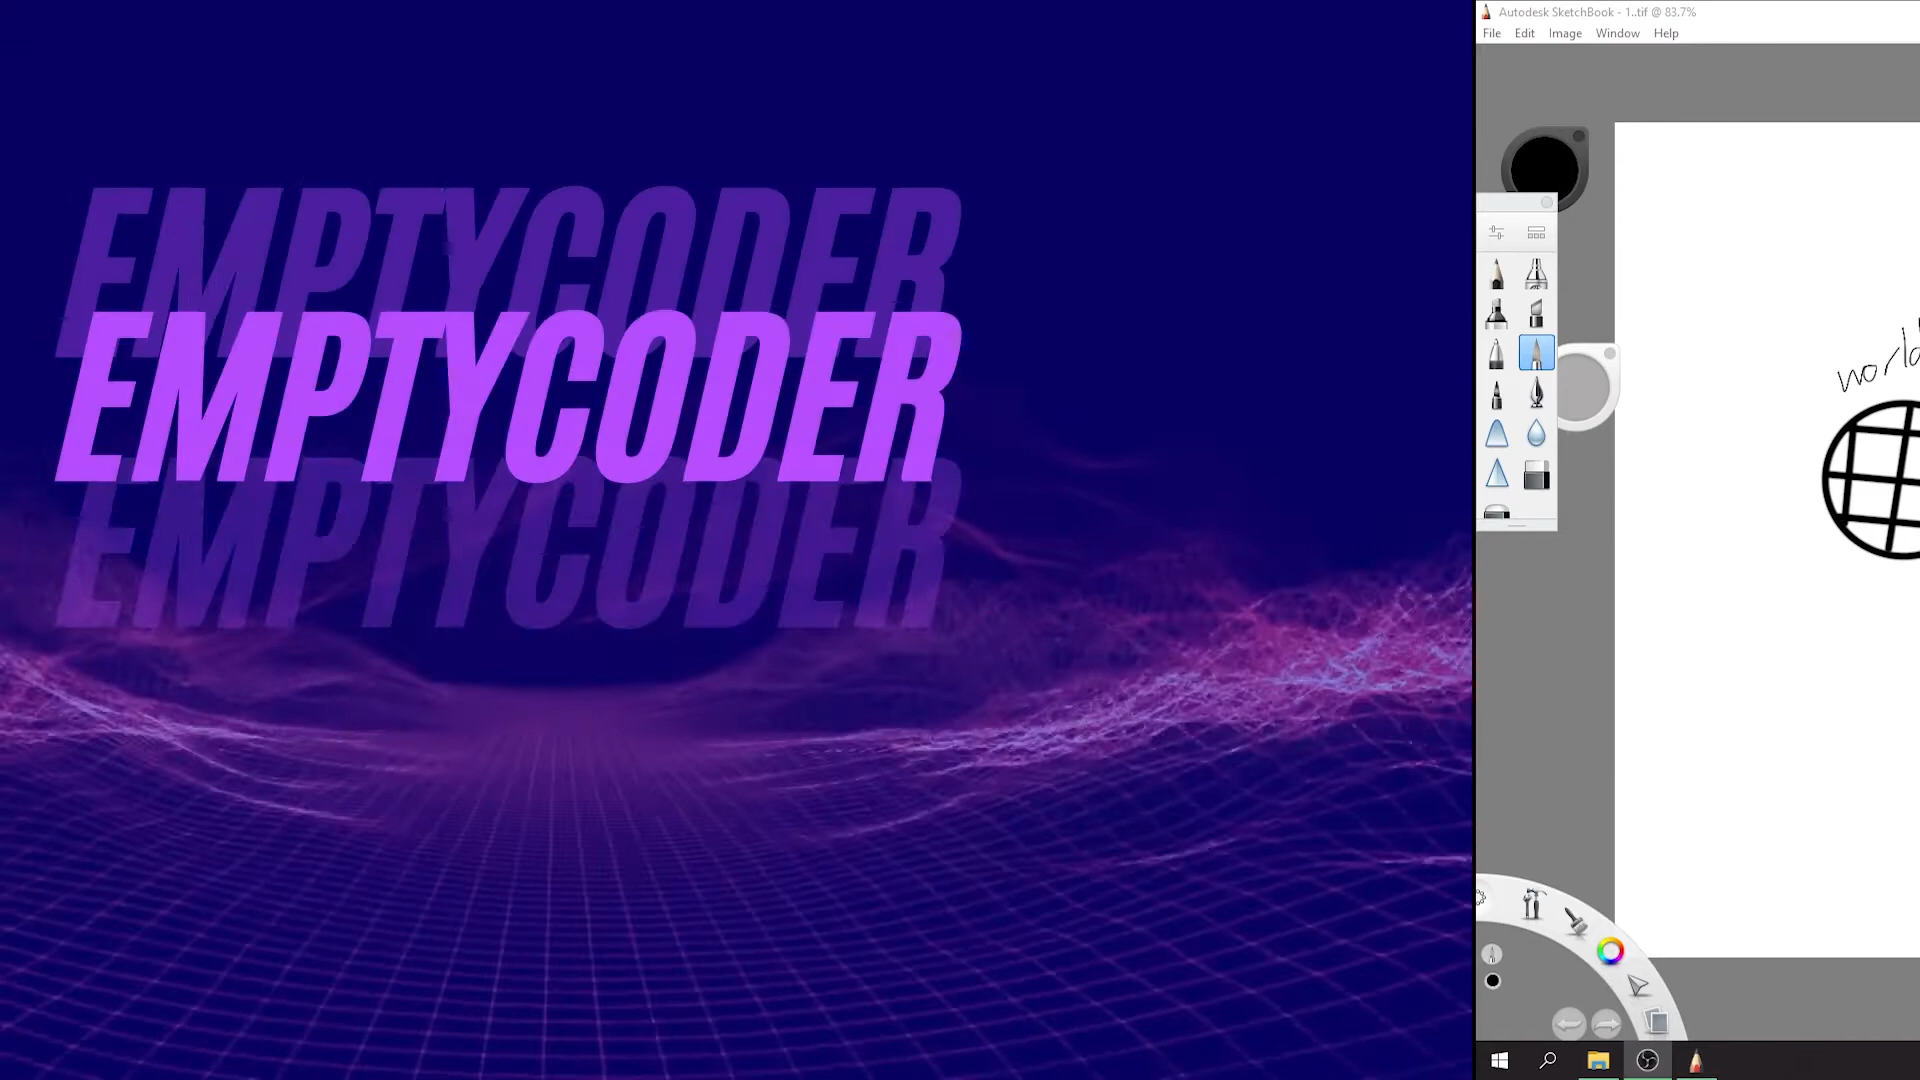 EMPTYCODER
EMPTYCODER
EMPTYCODER
Autodesk SketchBook - 1..tif @ 83.7%
File Edit Image Window Help